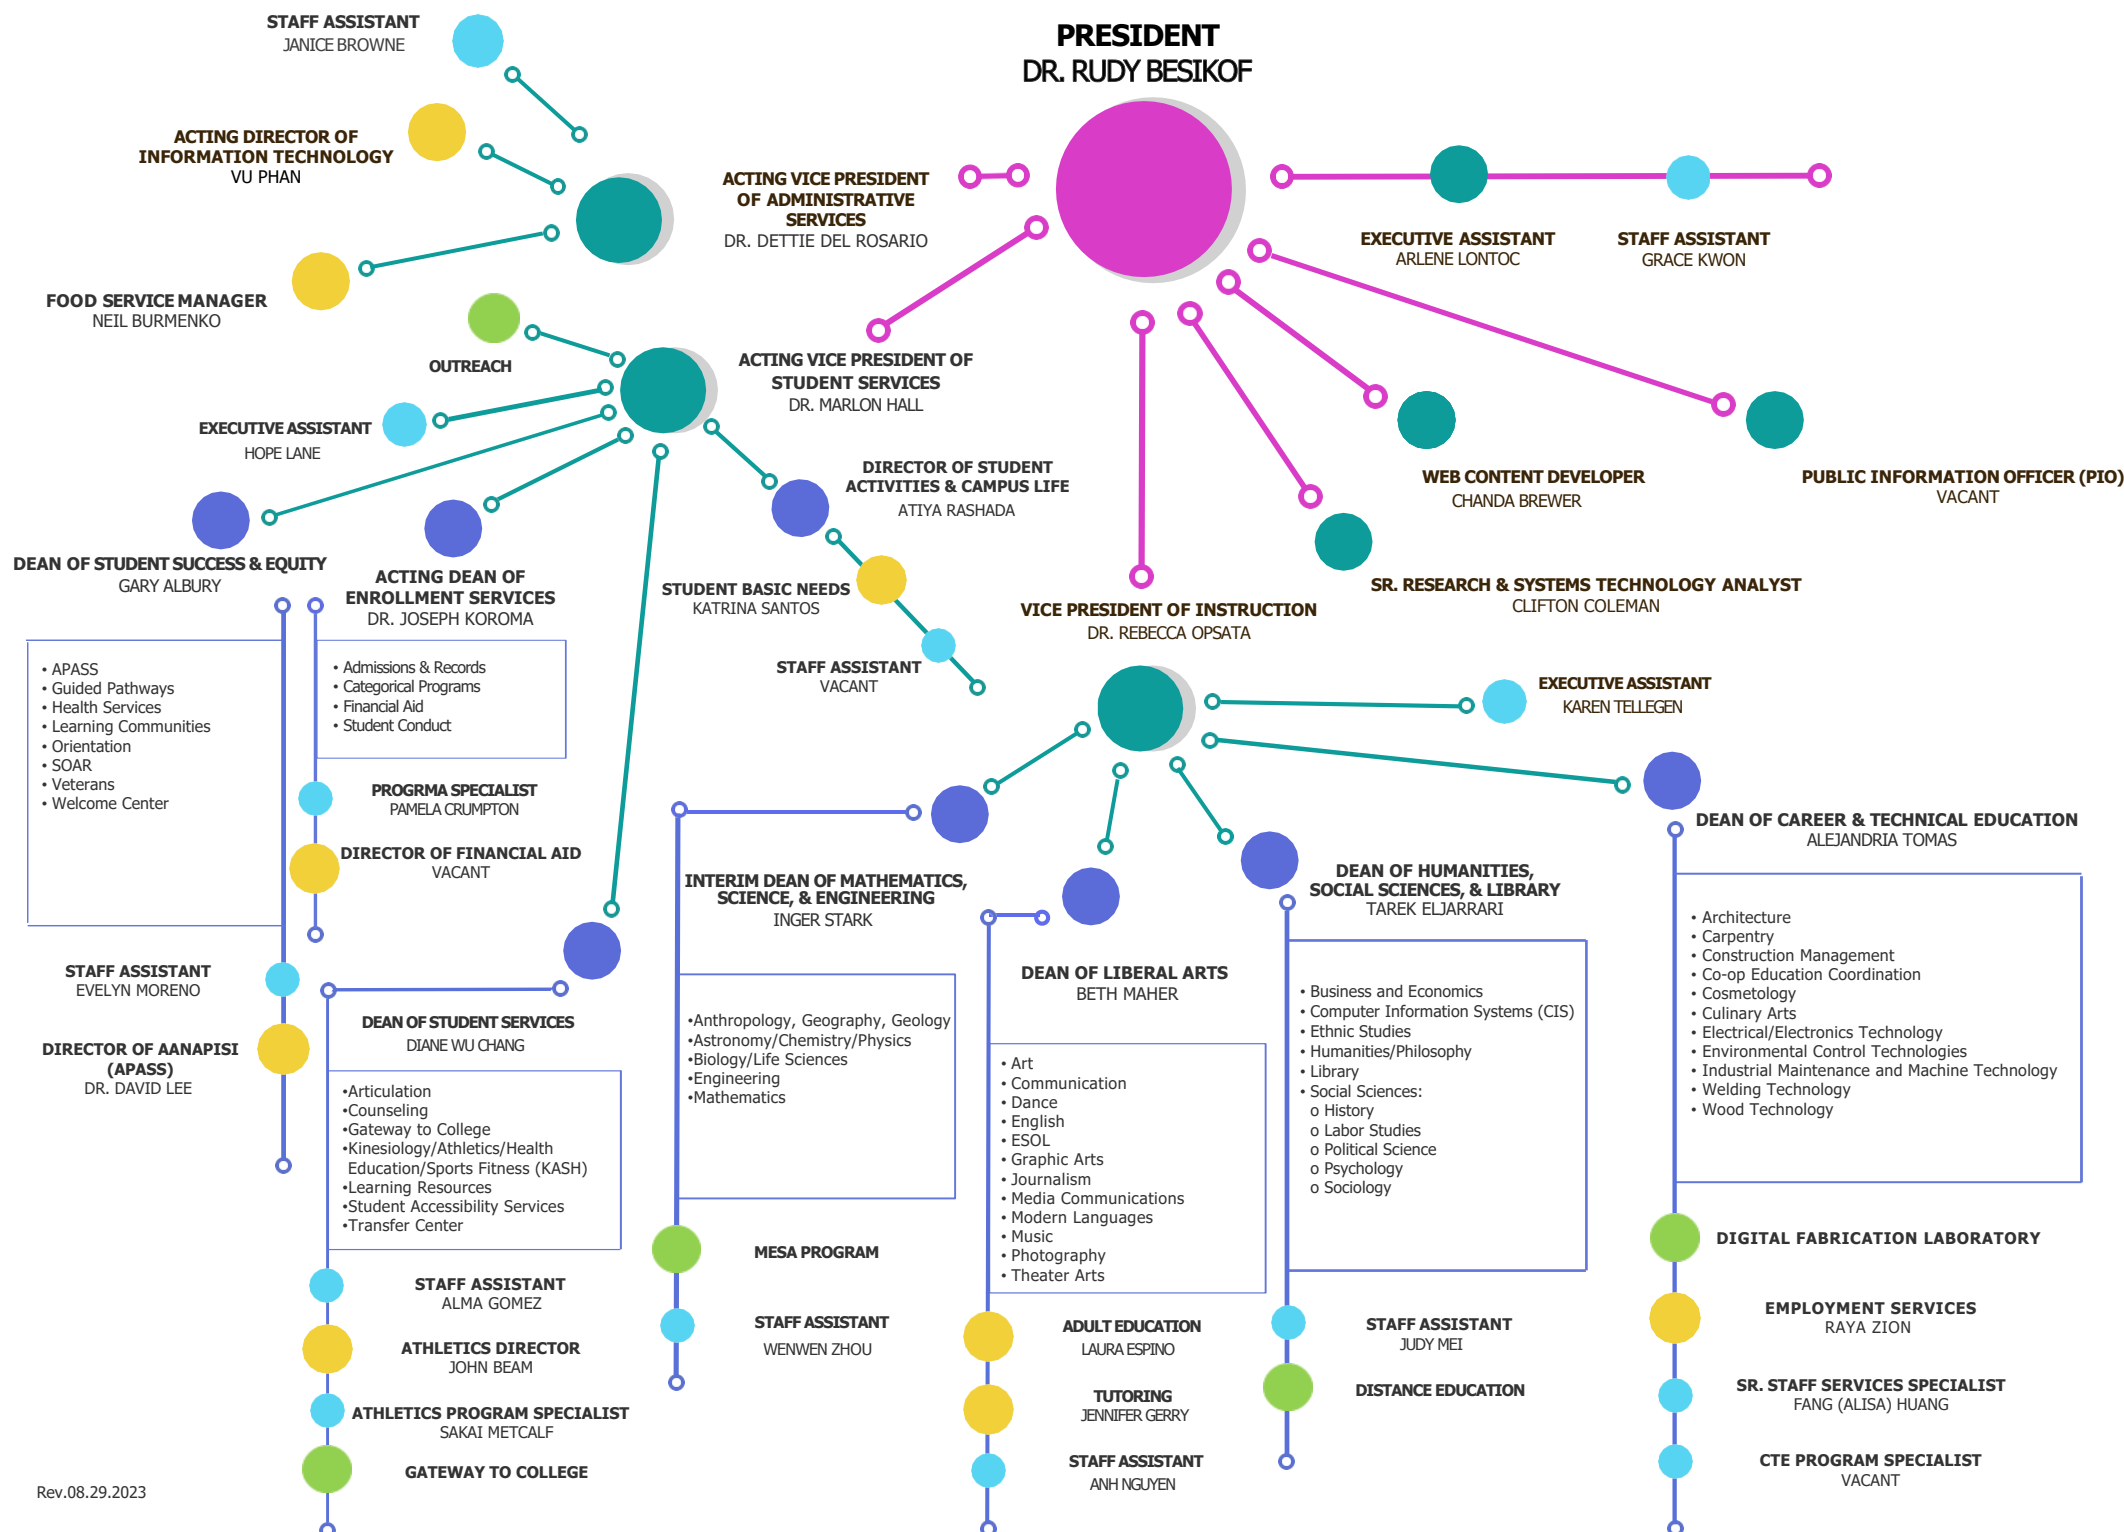 STAFF ASSISTANT
JANICE BROWNE
PRESIDENT
DR. RUDY BESIKOF
ACTING DIRECTOR OF
INFORMATION TECHNOLOGY
VU PHAN
ACTING VICE PRESIDENT
OF ADMINISTRATIVE
SERVICES
DR. DETTIE DEL ROSARIO
EXECUTIVE ASSISTANT
ARLENE LONTOC
STAFF ASSISTANT
GRACE KWON
FOOD SERVICE MANAGER
NEIL BURMENKO
OUTREACH
ACTING VICE PRESIDENT OF
STUDENT SERVICES
DR. MARLON HALL
EXECUTIVE ASSISTANT
HOPE LANE
DIRECTOR OF STUDENT
ACTIVITIES & CAMPUS LIFE
ATIYA RASHADA
WEB CONTENT DEVELOPER
CHANDA BREWER
PUBLIC INFORMATION OFFICER (PIO)
VACANT
DEAN OF STUDENT SUCCESS & EQUITY
GARY ALBURY
ACTING DEAN OF
ENROLLMENT SERVICES
DR. JOSEPH KOROMA
STUDENT BASIC NEEDS
KATRINA SANTOS
VICE PRESIDENT OF INSTRUCTION
DR. REBECCA OPSATA
SR. RESEARCH & SYSTEMS TECHNOLOGY ANALYST
CLIFTON COLEMAN
• APASS
• Guided Pathways
• Health Services
• Learning Communities
• Orientation
• SOAR
• Veterans
• Welcome Center
• Admissions & Records
• Categorical Programs
• Financial Aid
• Student Conduct
STAFF ASSISTANT
VACANT
EXECUTIVE ASSISTANT
KAREN TELLEGEN
PROGRMA SPECIALIST
PAMELA CRUMPTON
DIRECTOR OF FINANCIAL AID
VACANT
STAFF ASSISTANT
EVELYN MORENO
DIRECTOR OF AANAPISI
(APASS)
DR. DAVID LEE
DEAN OF STUDENT SERVICES
DIANE WU CHANG
•Articulation
•Counseling
•Gateway to College
•Kinesiology/Athletics/Health
Education/Sports Fitness (KASH)
•Learning Resources
•Student Accessibility Services
•Transfer Center
STAFF ASSISTANT
ALMA GOMEZ
ATHLETICS DIRECTOR
JOHN BEAM
ATHLETICS PROGRAM SPECIALIST
SAKAI METCALF
GATEWAY TO COLLEGE
INTERIM DEAN OF MATHEMATICS,
SCIENCE, & ENGINEERING
INGER STARK
•Anthropology, Geography, Geology
•Astronomy/Chemistry/Physics
•Biology/Life Sciences
•Engineering
•Mathematics
MESA PROGRAM
STAFF ASSISTANT
WENWEN ZHOU
DEAN OF LIBERAL ARTS
BETH MAHER
• Art
• Communication
• Dance
• English
• ESOL
• Graphic Arts
• Journalism
• Media Communications
• Modern Languages
• Music
• Photography
• Theater Arts
ADULT EDUCATION
LAURA ESPINO
TUTORING
JENNIFER GERRY
STAFF ASSISTANT
ANH NGUYEN
DEAN OF HUMANITIES,
SOCIAL SCIENCES, & LIBRARY
TAREK ELJARRARI
• Business and Economics
• Computer Information Systems (CIS)
• Ethnic Studies
• Humanities/Philosophy
• Library
• Social Sciences:
o History
o Labor Studies
o Political Science
o Psychology
o Sociology
STAFF ASSISTANT
JUDY MEI
DISTANCE EDUCATION
DEAN OF CAREER & TECHNICAL EDUCATION
ALEJANDRIA TOMAS
• Architecture
• Carpentry
• Construction Management
• Co-op Education Coordination
• Cosmetology
• Culinary Arts
• Electrical/Electronics Technology
• Environmental Control Technologies
• Industrial Maintenance and Machine Technology
• Welding Technology
• Wood Technology
DIGITAL FABRICATION LABORATORY
EMPLOYMENT SERVICES
RAYA ZION
SR. STAFF SERVICES SPECIALIST
FANG (ALISA) HUANG
CTE PROGRAM SPECIALIST
VACANT
Rev.08.29.2023